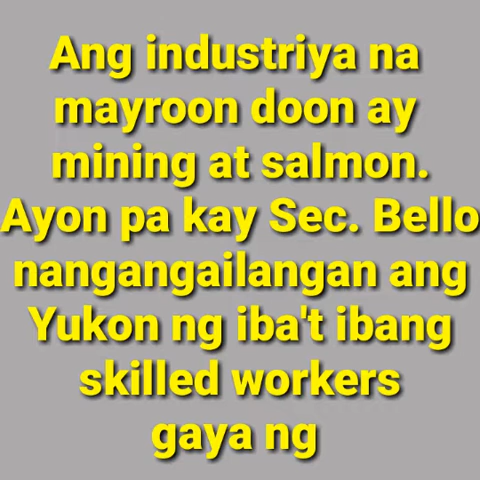 Ang industriya na
mayroon doon ay
mining at salmon.
Ayon pa kay Sec. Bello
nangangailangan ang
Yukon ng iba't ibang
skilled workers
gaya ng